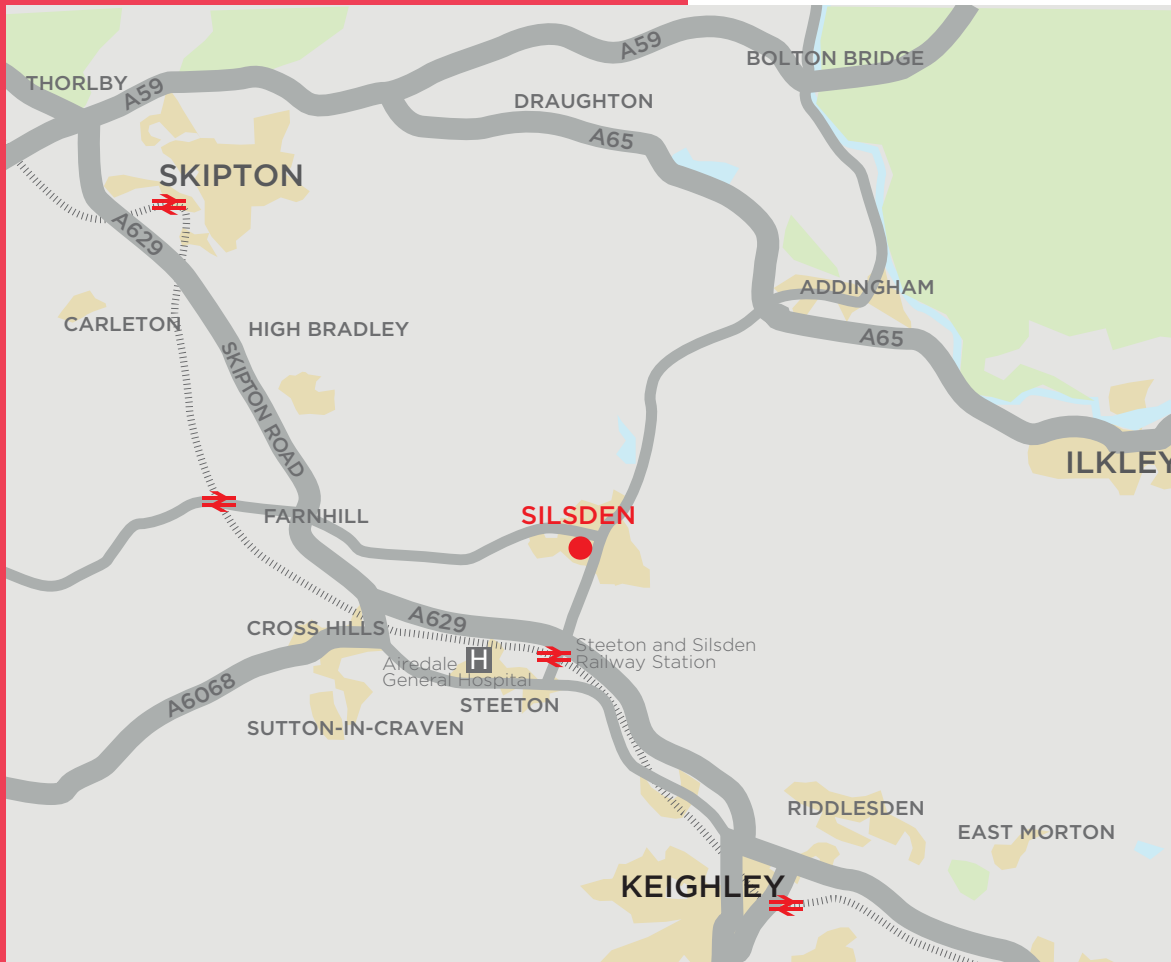 A59
BOLTON BRIDGE
THORLBY
A59
DRAUGHTON
A65
SKIPTON
A629
ADDINGHAM
CARLETON
HIGH BRADLEY
A65
SKIPTON ROAD
ILKLEY
FARNHILL
SILSDEN
A629
CROSS HILLS
Steeton and Silsden
Railway Station
H
Airedale
General Hospital
A6068
STEETON
SUTTON-IN-CRAVEN
RIDDLESDEN
EAST MORTON
KEIGHLEY